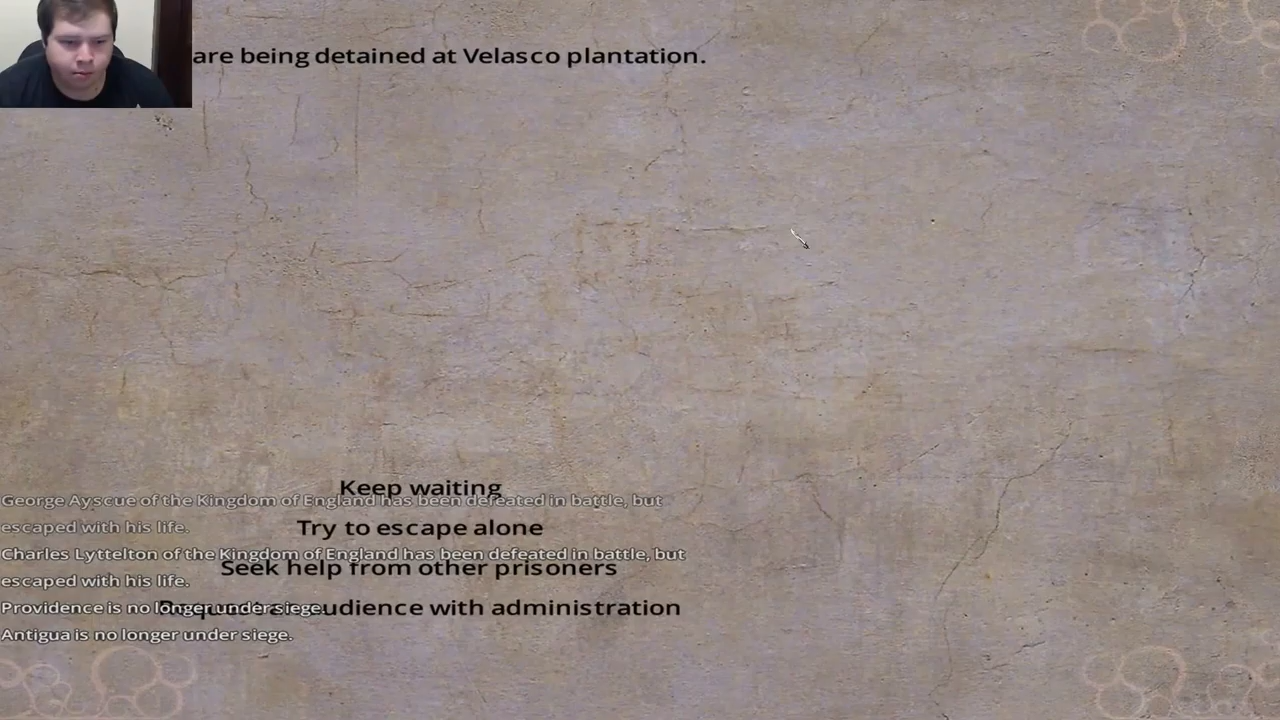 are being detained at Velasco plantation.
Keep waiting
George Ayscue of the Kingdom of England has been defeated in battle, but
escaped with his life.
Try to escape alone
Charles Lyttelton of the Kingdom of England has been defeated in battle, but
escaped with his life.
Seek help from other prisoners
Providence is no longer under siege.
audience with administration
Antigua is no longer under siege.